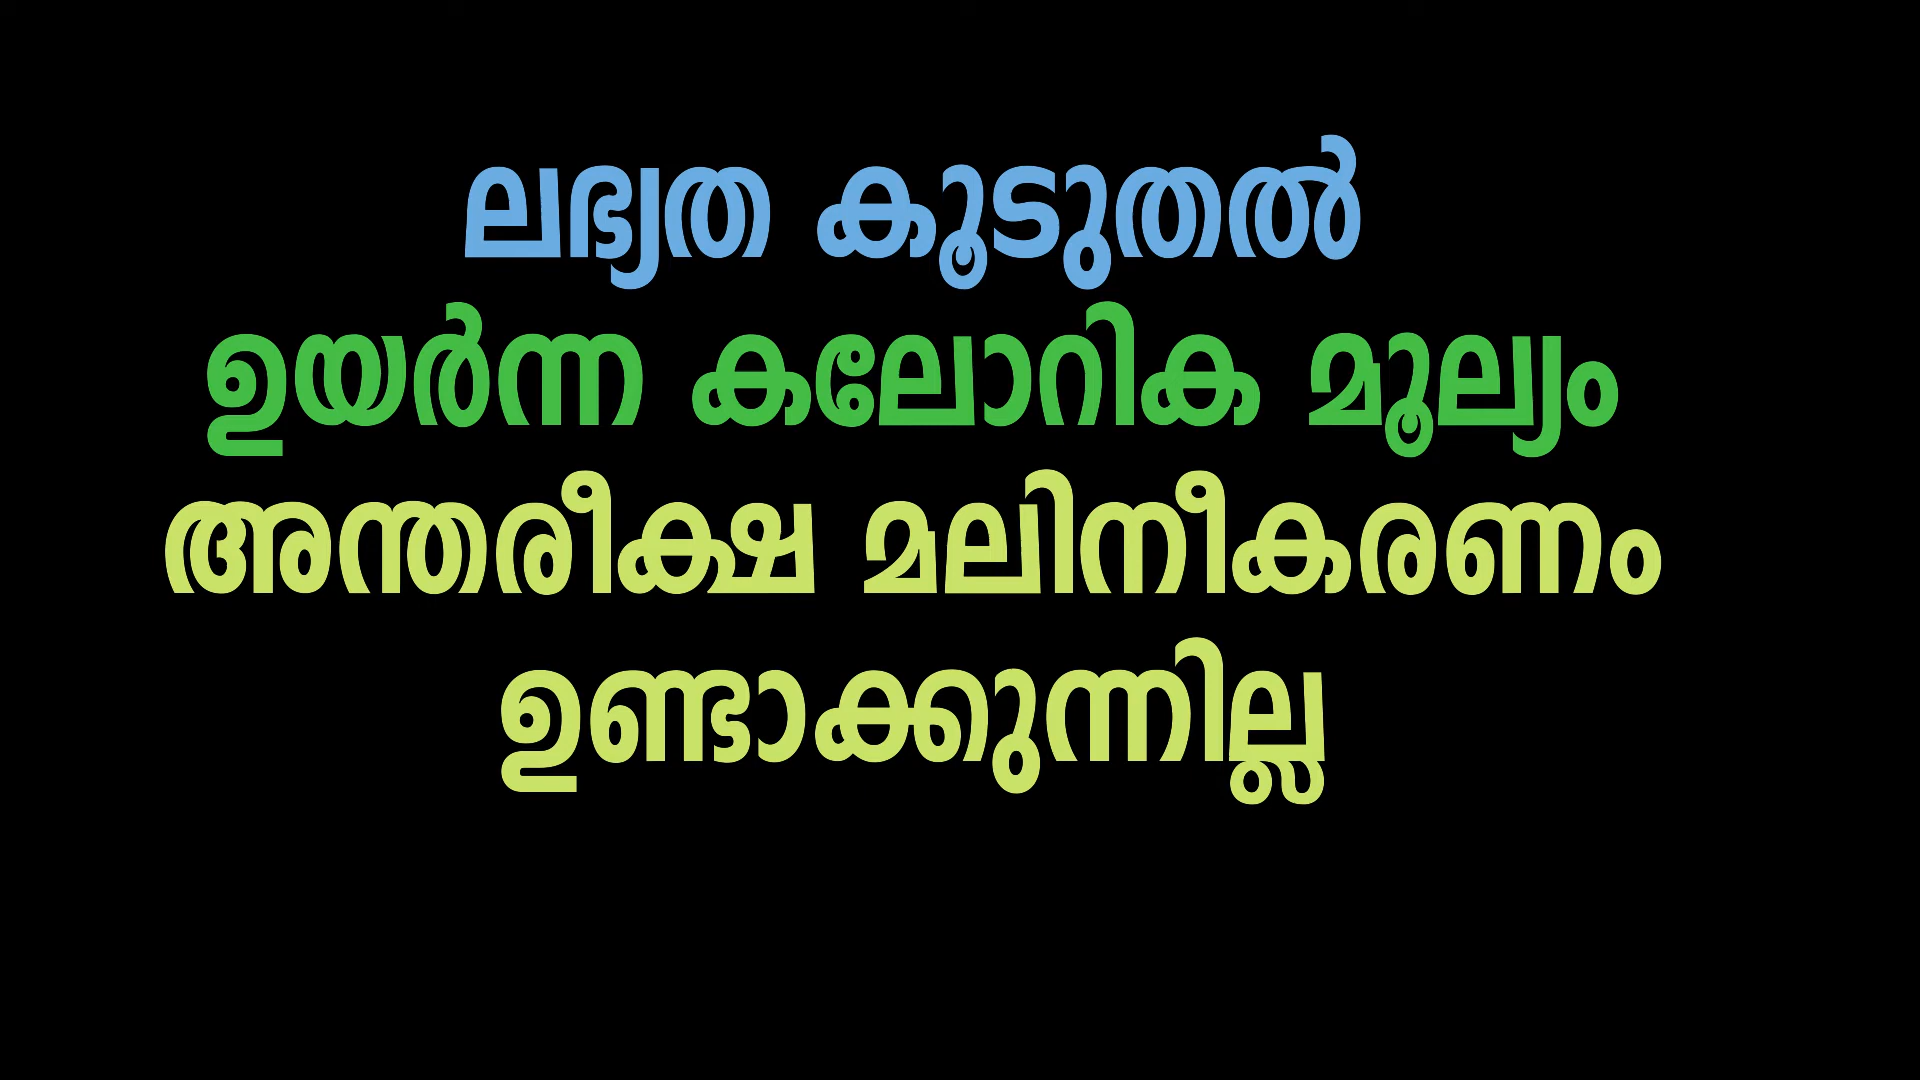 ലഭ്യത കൂടുതൽ
ഉയർന്ന കലോറിക മൂല്യം
അന്തരീക്ഷ മലിനീകരണം
ഉണ്ടാക്കുന്നില്ല